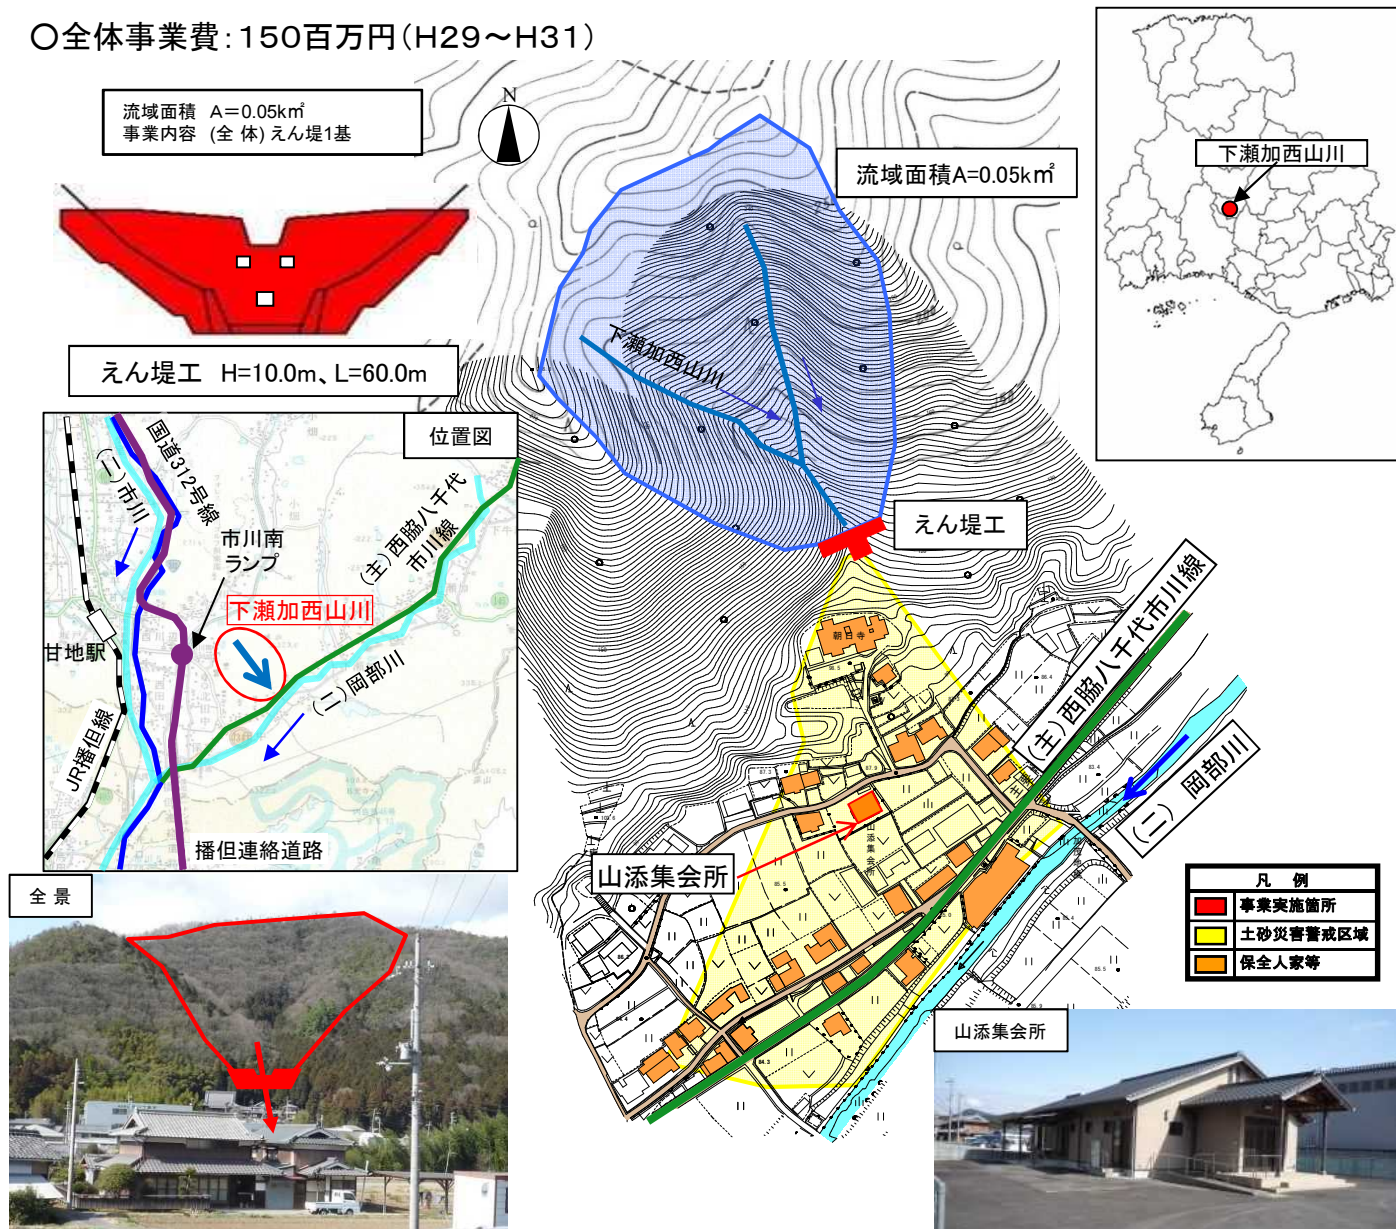 〇全体事業費：150百万円（H29～H31）
流域面積 A＝0.05k㎡
事業内容 (全 体) えん堤1基
N
流域面積A=0.05k㎡
下瀬加西山川
えん堤工 H=10.0m、L=60.0m
下瀬加西山川
位置図
国道312号線
(二)市川
市川南
ランプ
(主)西脇八千代
市川線
下瀬加西山川
甘地駅
(二)岡部川
JR播但線
播但連絡道路
えん堤工
朝日寺
(主)西脇八千代市川線
(二) 岡部川
山添集会所
山添集会所
凡 例
事業実施箇所
土砂災害警戒区域
保全人家等
全 景
山添集会所